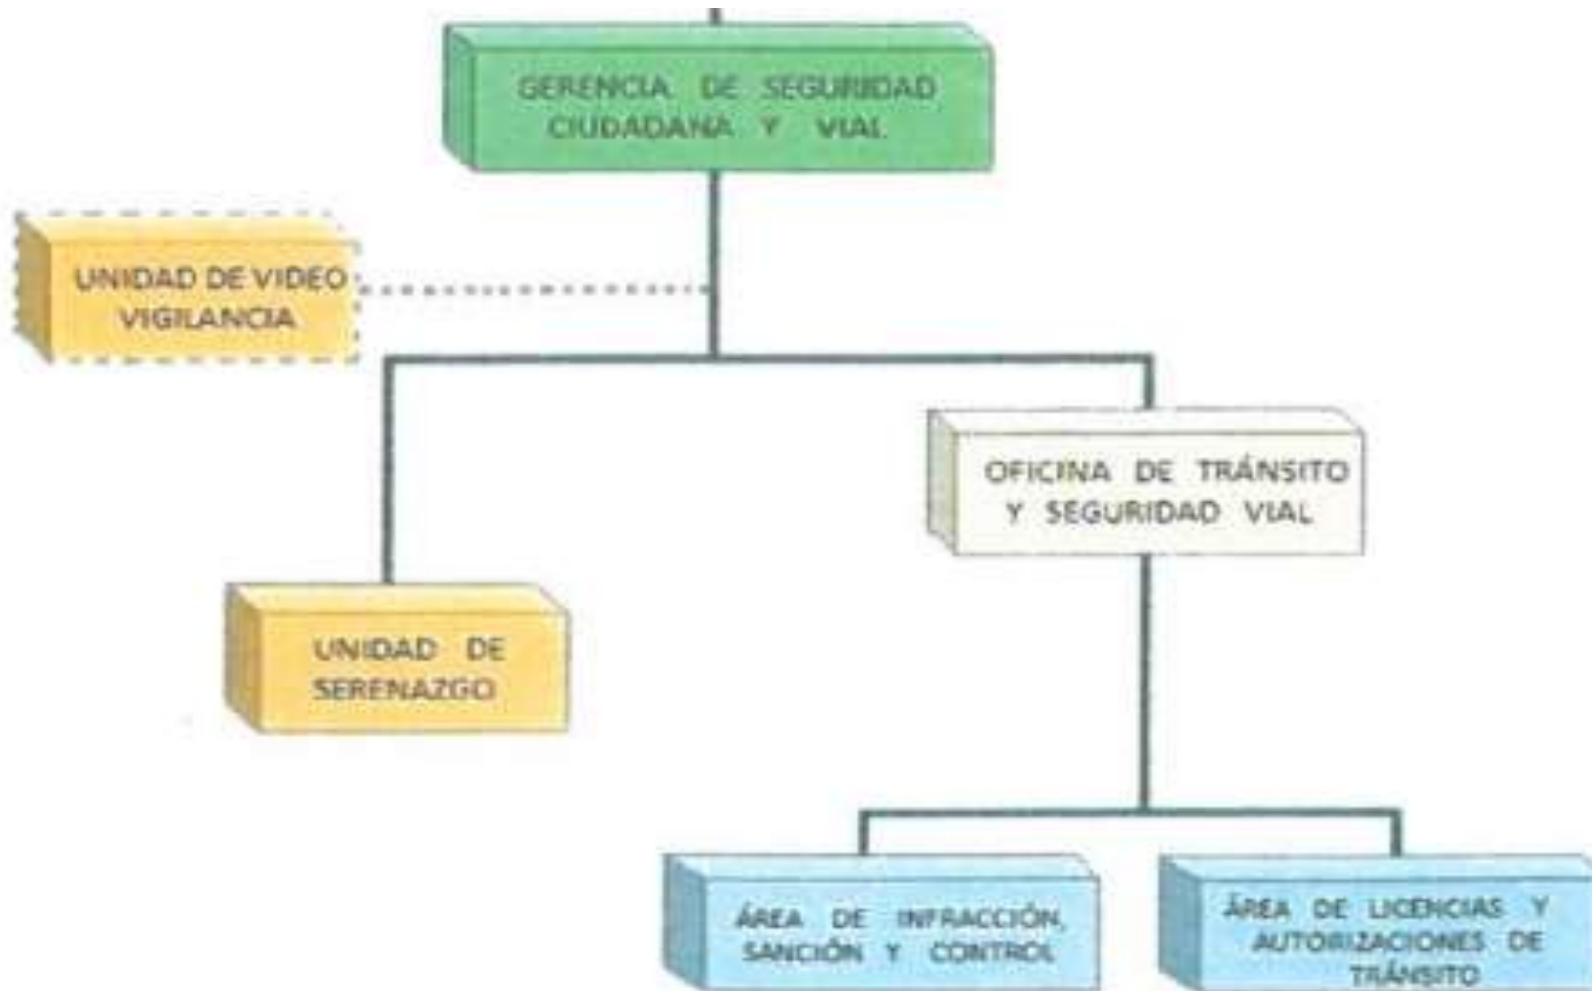 GERENCIA DE SEGURIDAD
CIUDADANA Y VIAL
UNIDAD DE VIDEO
VIGILANCIA
OFICINA DE TRÁNSITO
Y SEGURIDAD VIAL
UNIDAD DE
SERENAZGO
ÁREA DE INFRACCIÓN,
SANCIÓN Y CONTROL
ÁREA DE LICENCIAS Y
AUTORIZACIONES DE
TRÁNSITO